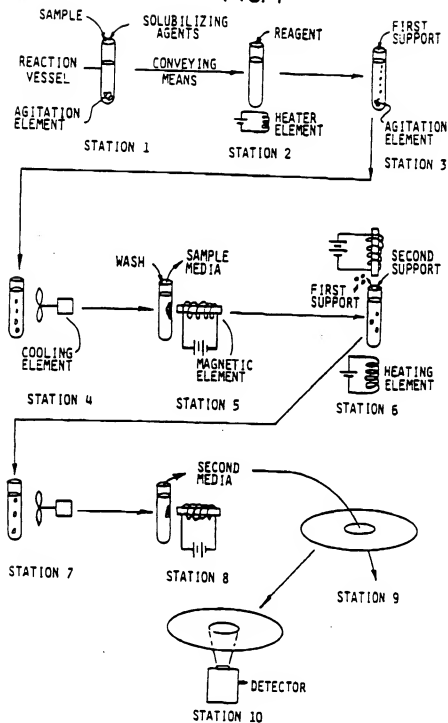 SAMPLE
SOLUBILIZING
AGENTS
REACTION
VESSEL
CONVEYING
MEANS
AGITATION
ELEMENT
STATION 1
REAGENT
HEATER
ELEMENT
STATION 2
FIRST
SUPPORT
AGITATION
ELEMENT
STATION 3
COOLING
ELEMENT
STATION 4
WASH
SAMPLE
MEDIA
MAGNETIC
ELEMENT
STATION 5
SECOND
SUPPORT
FIRST
SUPPORT
HEATING
ELEMENT
STATION 6
STATION 7
SECOND
MEDIA
STATION 8
STATION 9
DETECTOR
STATION 10